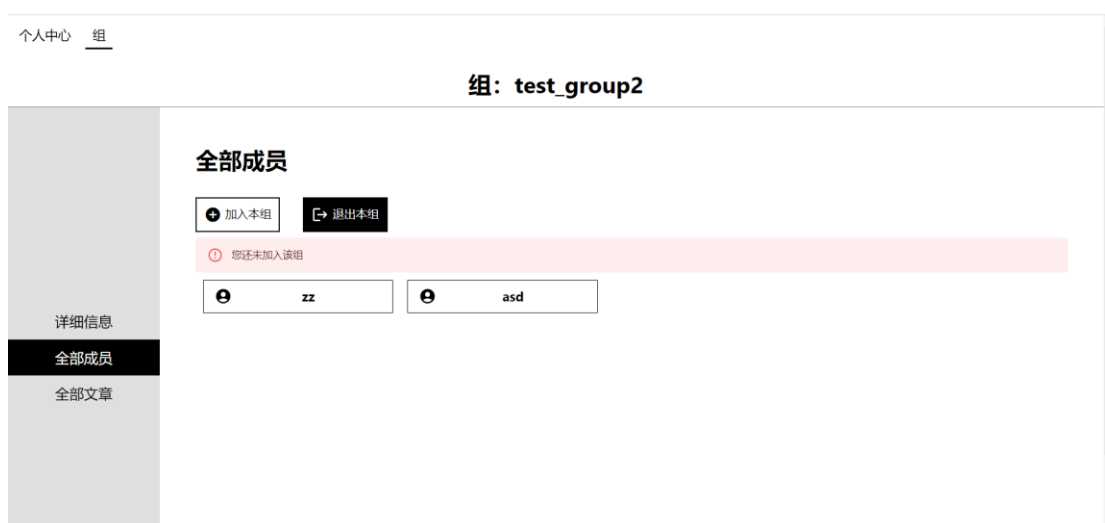 个人中心 组
组：test_group2
全部成员
加入本组 退出本组
您还未加入该组
zz asd
详细信息
全部成员
全部文章